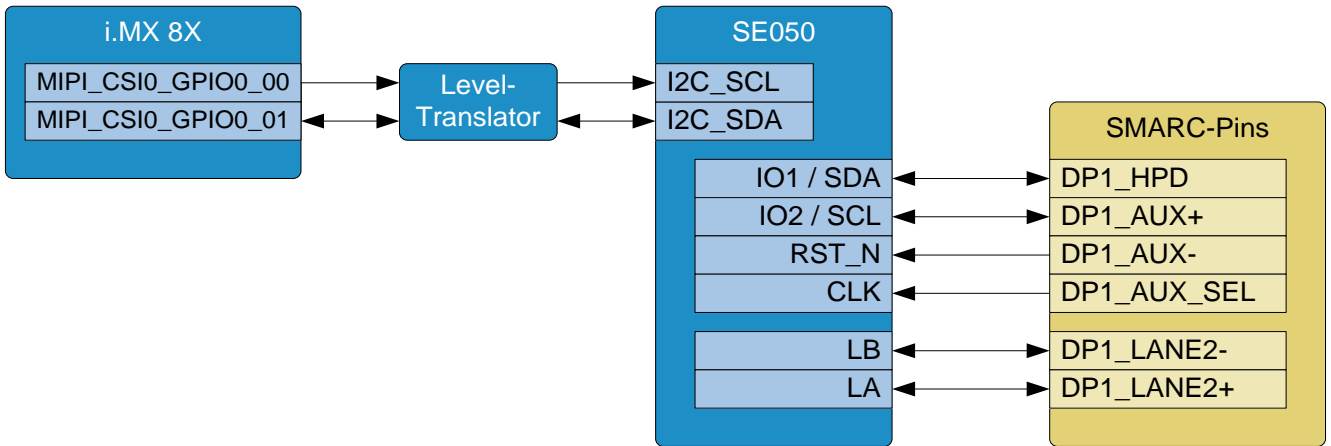 i.MX 8X
MIPI_CSI0_GPIO0_00
MIPI_CSI0_GPIO0_01
Level-
Translator
SE050
I2C_SCL
I2C_SDA
IO1 / SDA
IO2 / SCL
RST_N
CLK
LB
LA
SMARC-Pins
DP1_HPD
DP1_AUX+
DP1_AUX-
DP1_AUX_SEL
DP1_LANE2-
DP1_LANE2+